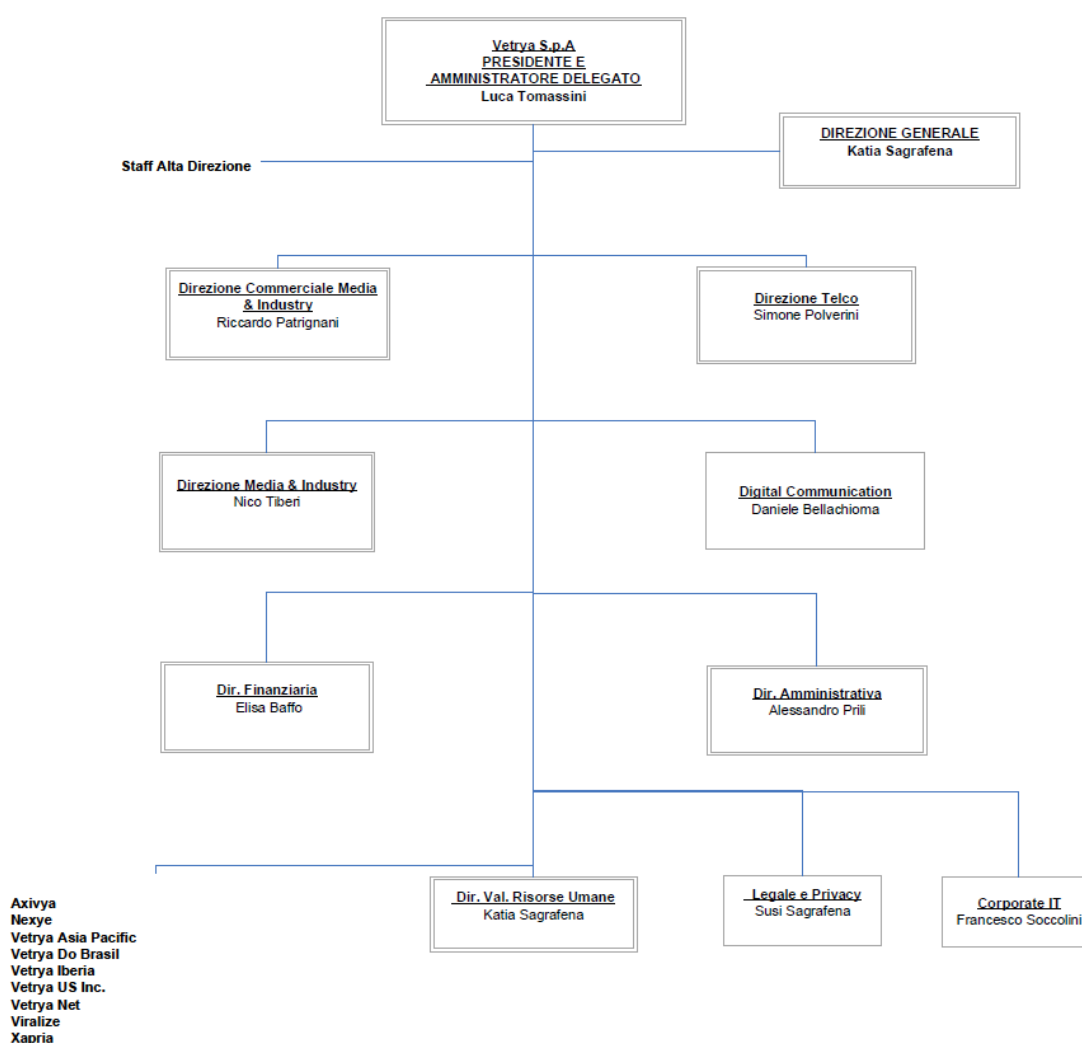 Vetrya S.p.A
PRESIDENTE E
AMMINISTRATORE DELEGATO
Luca Tomassini
DIREZIONE GENERALE
Katia Sagrafena
Staff Alta Direzione
Direzione Commerciale Media
& Industry
Riccardo Patrignani
Direzione Telco
Simone Polverini
Direzione Media & Industry
Nico Tiberi
Digital Communication
Daniele Bellachioma
Dir. Finanziaria
Elisa Baffo
Dir. Amministrativa
Alessandro Prili
Dir. Val. Risorse Umane
Katia Sagrafena
Legale e Privacy
Susi Sagrafena
Corporate IT
Francesco Soccolini
Axivya
Nexye
Vetrya Asia Pacific
Vetrya Do Brasil
Vetrya Iberia
Vetrya US Inc.
Vetrya Net
Viralize
Xapria